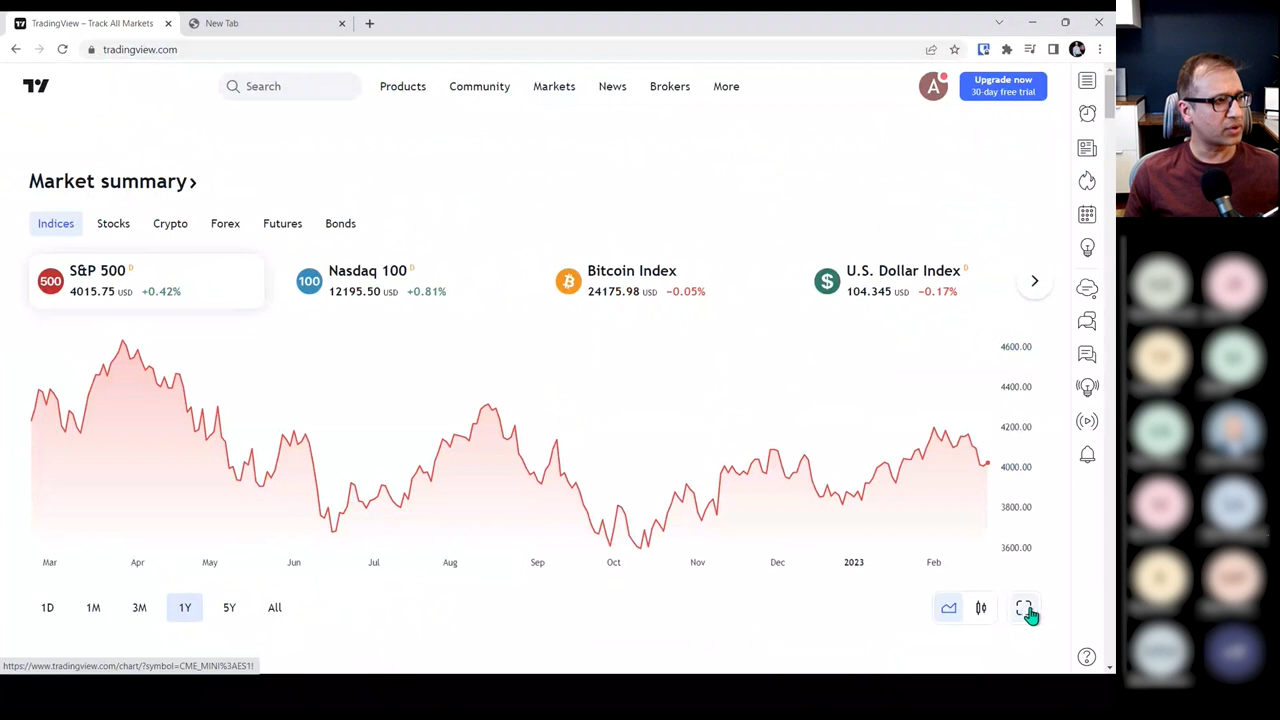 TradingView – Track All Markets
New Tab
tradingview.com
Search
Products
Community
Markets
News
Brokers
More
A
Upgrade now
30-day free trial
Market summary
Indices
Stocks
Crypto
Forex
Futures
Bonds
500
S&P 500 D
4015.75 USD +0.42%
100
Nasdaq 100 D
12195.50 USD +0.81%
Bitcoin Index
24175.98 USD −0.05%
$
U.S. Dollar Index D
104.345 USD −0.17%
4600.00
4400.00
4200.00
4000.00
3800.00
3600.00
Mar Apr May Jun Jul Aug Sep Oct Nov Dec 2023 Feb
1D 1M 3M 1Y 5Y All
https://www.tradingview.com/chart/?symbol=CME_MINI%3AES1!